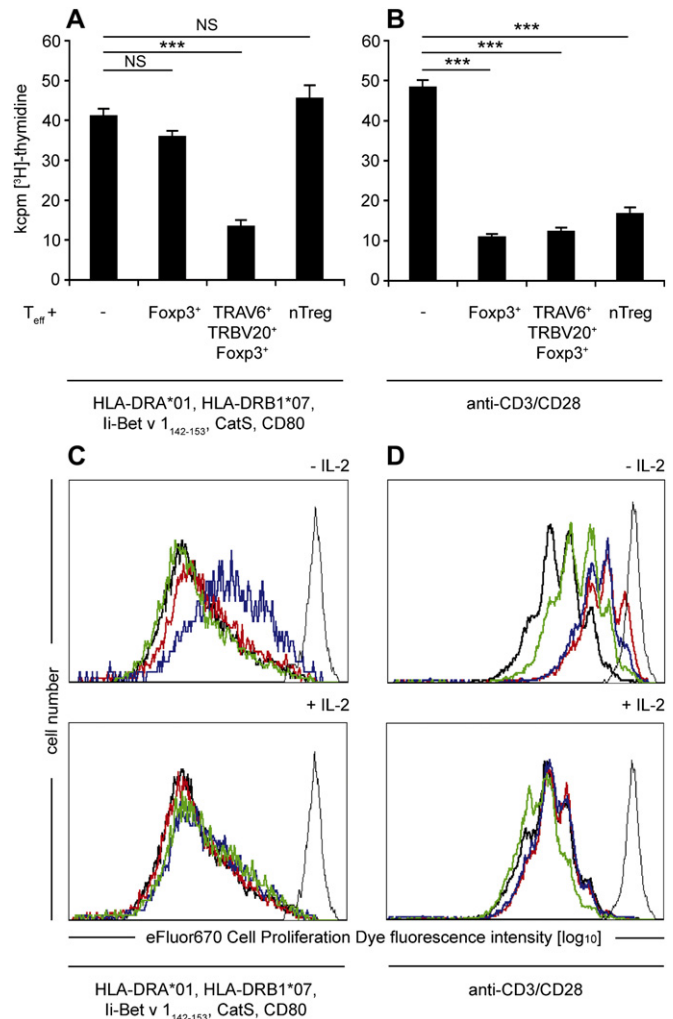 A
B
NS
***
NS
***
***
***
kcpm [³H]-thymidine
60
50
40
30
20
10
0
60
50
40
30
20
10
0
T_eff +
-
Foxp3⁺
TRAV6⁺
TRBV20⁺
Foxp3⁺
nTreg
-
Foxp3⁺
TRAV6⁺
TRBV20⁺
Foxp3⁺
nTreg
HLA-DRA*01, HLA-DRB1*07,
Ii-Bet v 1₁₄₂₋₁₅₃, CatS, CD80
anti-CD3/CD28
C
- IL-2
D
- IL-2
+ IL-2
+ IL-2
cell number
eFluor670 Cell Proliferation Dye fluorescence intensity [log₁₀]
HLA-DRA*01, HLA-DRB1*07,
Ii-Bet v 1₁₄₂₋₁₅₃, CatS, CD80
anti-CD3/CD28